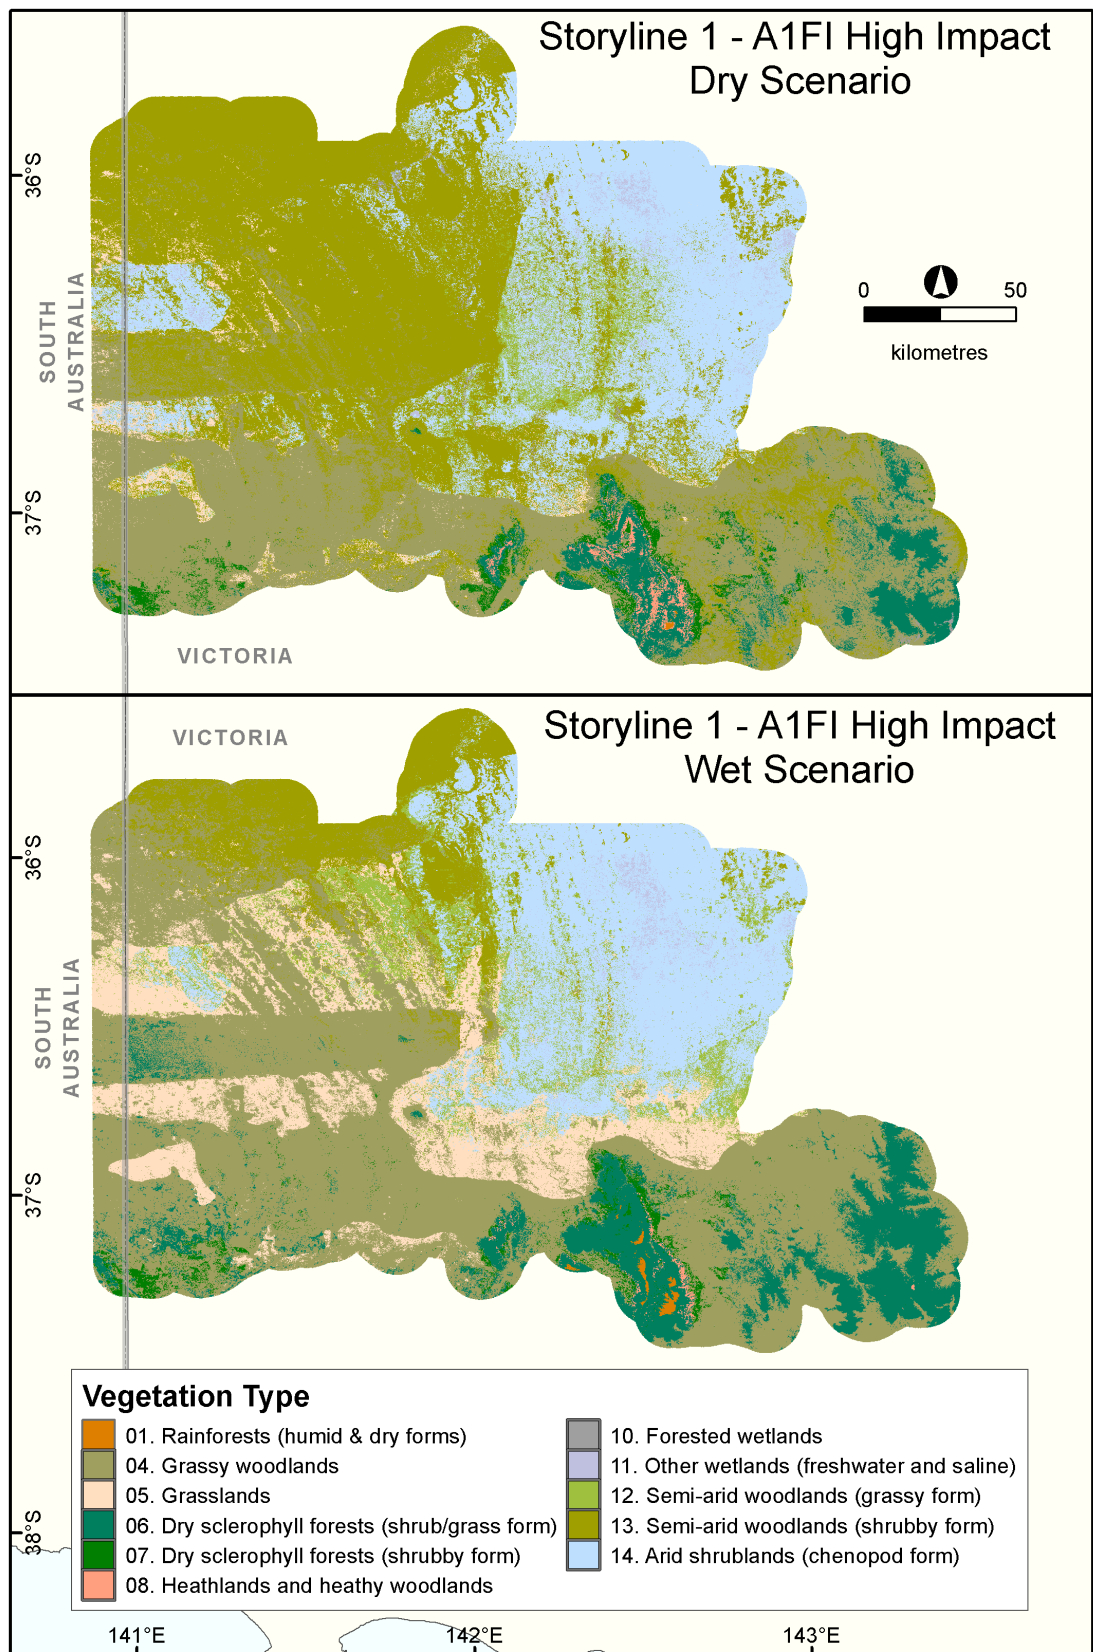 Storyline 1 - A1FI High Impact
Dry Scenario
36°S
0 50
kilometres
SOUTH
AUSTRALIA
37°S
VICTORIA
VICTORIA
Storyline 1 - A1FI High Impact
Wet Scenario
36°S
SOUTH
AUSTRALIA
37°S
Vegetation Type
01. Rainforests (humid & dry forms)
04. Grassy woodlands
05. Grasslands
06. Dry sclerophyll forests (shrub/grass form)
07. Dry sclerophyll forests (shrubby form)
08. Heathlands and heathy woodlands
10. Forested wetlands
11. Other wetlands (freshwater and saline)
12. Semi-arid woodlands (grassy form)
13. Semi-arid woodlands (shrubby form)
14. Arid shrublands (chenopod form)
38°S
141°E 142°E 143°E